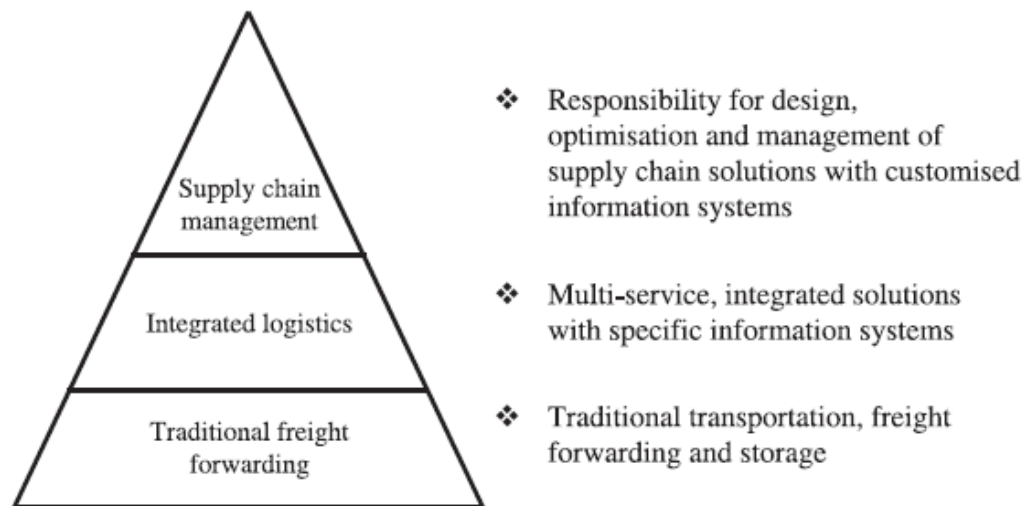 Supply chain
management
❖ Responsibility for design,
optimisation and management of
supply chain solutions with customised
information systems
Integrated logistics
❖ Multi-service, integrated solutions
with specific information systems
Traditional freight
forwarding
❖ Traditional transportation, freight
forwarding and storage